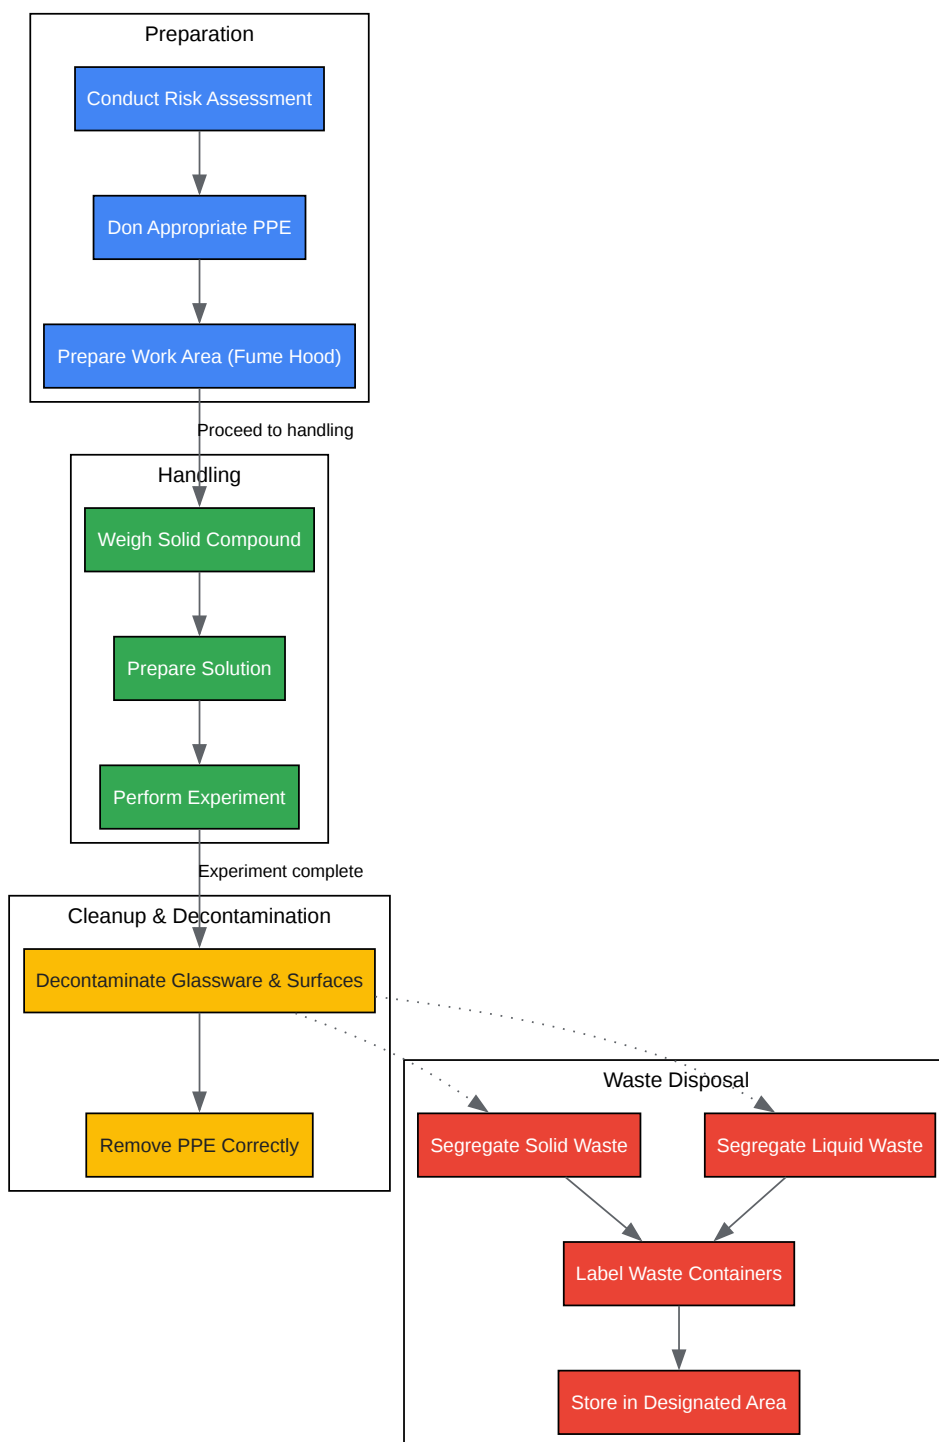 Preparation
Conduct Risk Assessment
Don Appropriate PPE
Prepare Work Area (Fume Hood)
Proceed to handling
Handling
Weigh Solid Compound
Prepare Solution
Perform Experiment
Experiment complete
Cleanup & Decontamination
Decontaminate Glassware & Surfaces
Remove PPE Correctly
Waste Disposal
Segregate Solid Waste
Segregate Liquid Waste
Label Waste Containers
Store in Designated Area